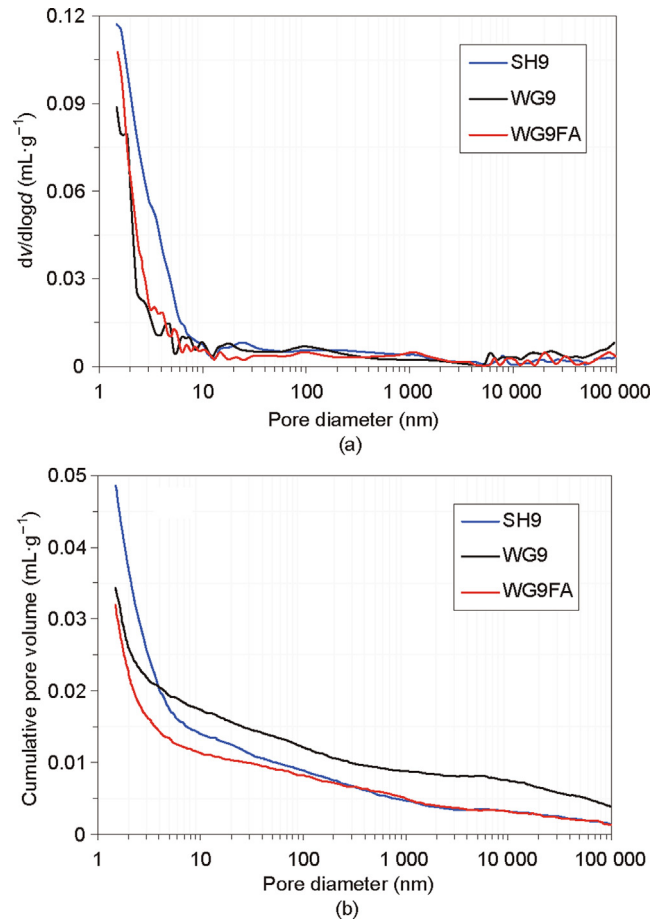 0.12
0.09
0.06
0.03
0
dv/dlogd (mL·g⁻¹)
SH9
WG9
WG9FA
1 10 100 1 000 10 000 100 000
Pore diameter (nm)
(a)
0.05
0.04
0.03
0.02
0.01
0
Cumulative pore volume (mL·g⁻¹)
SH9
WG9
WG9FA
1 10 100 1 000 10 000 100 000
Pore diameter (nm)
(b)